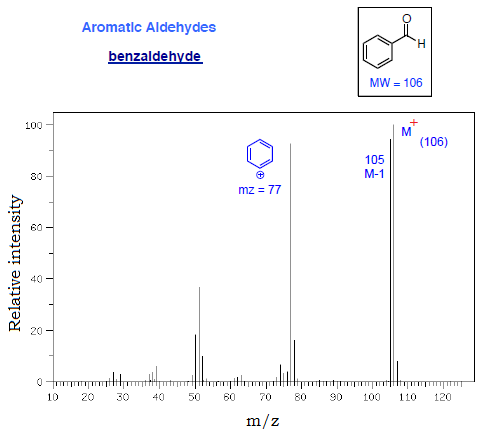 Aromatic Aldehydes
benzaldehyde
O
H
MW = 106
100
80
60
40
20
0
Relative intensity
M+
(106)
105
M-1
⊕
mz = 77
10 20 30 40 50 60 70 80 90 100 110 120
m/z